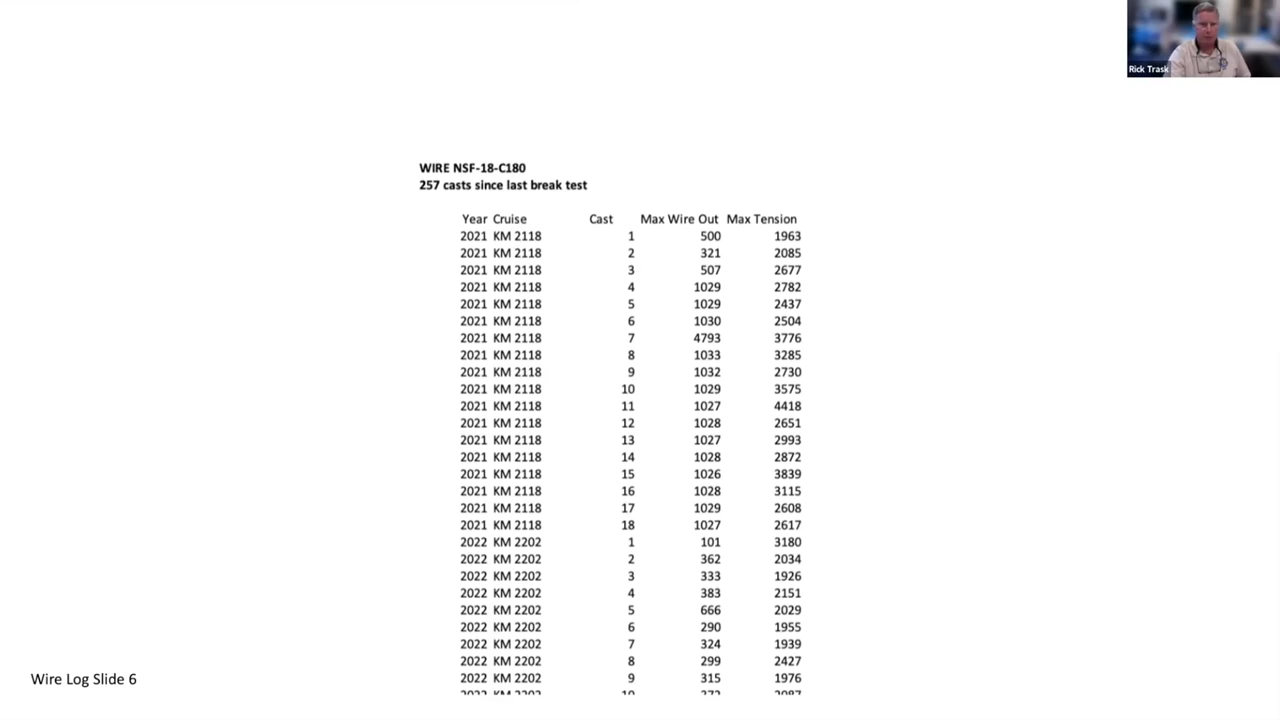 Rick Trask
WIRE NSF-18-C180
257 casts since last break test
Year Cruise Cast Max Wire Out Max Tension
2021 KM 2118 1 500 1963
2021 KM 2118 2 321 2085
2021 KM 2118 3 507 2677
2021 KM 2118 4 1029 2782
2021 KM 2118 5 1029 2437
2021 KM 2118 6 1030 2504
2021 KM 2118 7 4793 3776
2021 KM 2118 8 1033 3285
2021 KM 2118 9 1032 2730
2021 KM 2118 10 1029 3575
2021 KM 2118 11 1027 4418
2021 KM 2118 12 1028 2651
2021 KM 2118 13 1027 2993
2021 KM 2118 14 1028 2872
2021 KM 2118 15 1026 3839
2021 KM 2118 16 1028 3115
2021 KM 2118 17 1029 2608
2021 KM 2118 18 1027 2617
2022 KM 2202 1 101 3180
2022 KM 2202 2 362 2034
2022 KM 2202 3 333 1926
2022 KM 2202 4 383 2151
2022 KM 2202 5 666 2029
2022 KM 2202 6 290 1955
2022 KM 2202 7 324 1939
2022 KM 2202 8 299 2427
2022 KM 2202 9 315 1976
Wire Log Slide 6